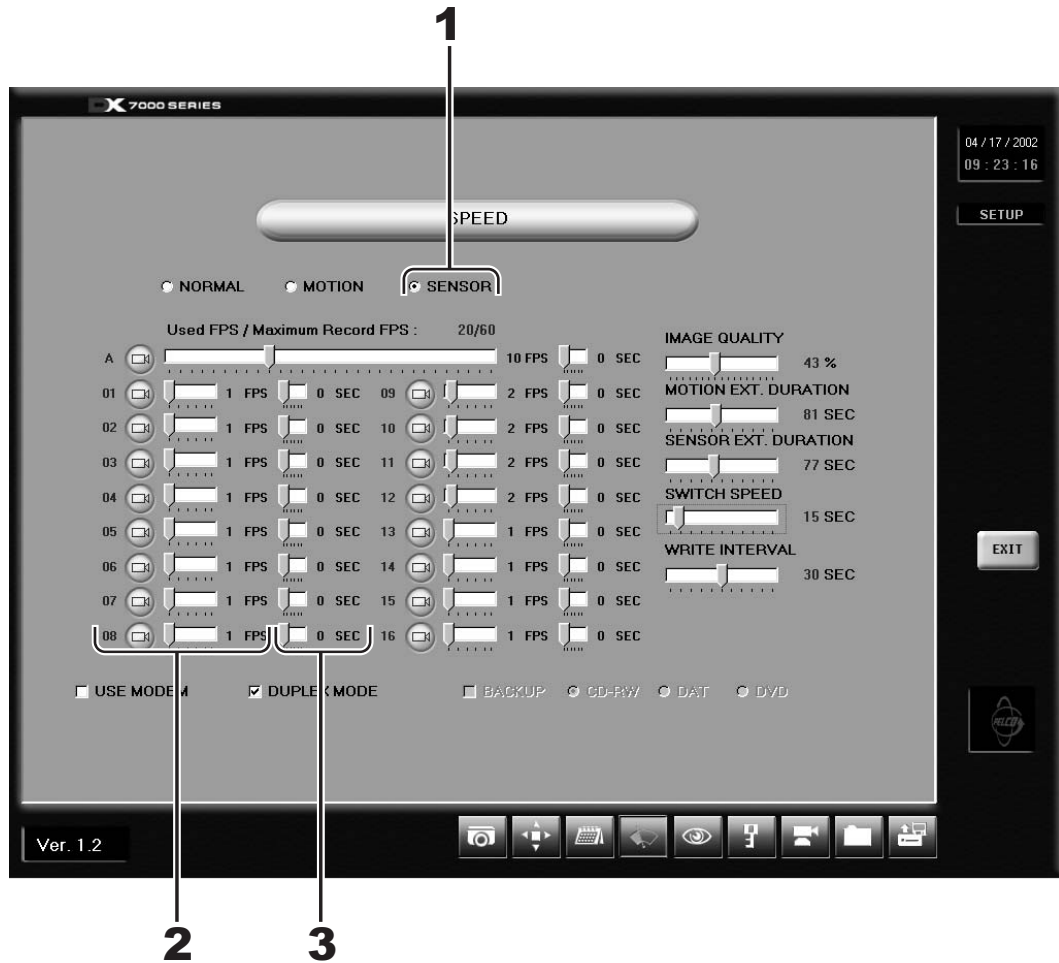 1
DX 7000 SERIES
04 / 17 / 2002
09 : 23 : 16
SETUP
SPEED
NORMAL MOTION SENSOR
Used FPS / Maximum Record FPS : 20/60
A 10 FPS 0 SEC
01 1 FPS 0 SEC 09 2 FPS 0 SEC
02 1 FPS 0 SEC 10 2 FPS 0 SEC
03 1 FPS 0 SEC 11 2 FPS 0 SEC
04 1 FPS 0 SEC 12 2 FPS 0 SEC
05 1 FPS 0 SEC 13 1 FPS 0 SEC
06 1 FPS 0 SEC 14 1 FPS 0 SEC
07 1 FPS 0 SEC 15 1 FPS 0 SEC
08 1 FPS 0 SEC 16 1 FPS 0 SEC
IMAGE QUALITY
43 %
MOTION EXT. DURATION
81 SEC
SENSOR EXT. DURATION
77 SEC
SWITCH SPEED
15 SEC
WRITE INTERVAL
30 SEC
EXIT
USE MODEM DUPLEX MODE BACKUP CD-RW DAT DVD
PELCO
Ver. 1.2
2 3